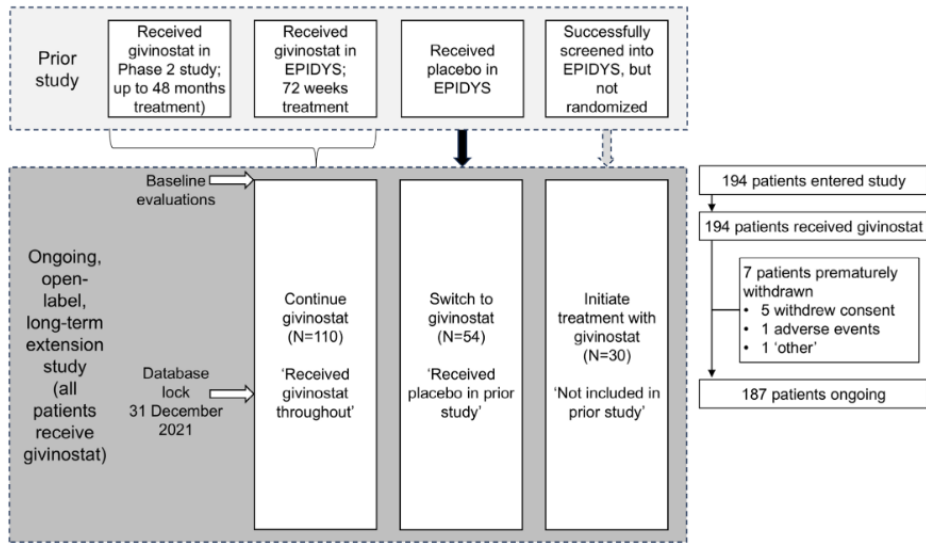 Prior
study
Received
givinostat in
Phase 2 study;
up to 48 months
treatment)
Received
givinostat in
EPIDYS;
72 weeks
treatment
Received
placebo in
EPIDYS
Successfully
screened into
EPIDYS, but
not
randomized
Ongoing,
open-
label,
long-term
extension
study
(all
patients
receive
givinostat)
Baseline
evaluations
Database
lock
31 December
2021
Continue
givinostat
(N=110)
‘Received
givinostat
throughout’
Switch to
givinostat
(N=54)
‘Received
placebo in prior
study’
Initiate
treatment with
givinostat
(N=30)
‘Not included in
prior study’
194 patients entered study
194 patients received givinostat
7 patients prematurely
withdrawn
• 5 withdrew consent
• 1 adverse events
• 1 ‘other’
187 patients ongoing